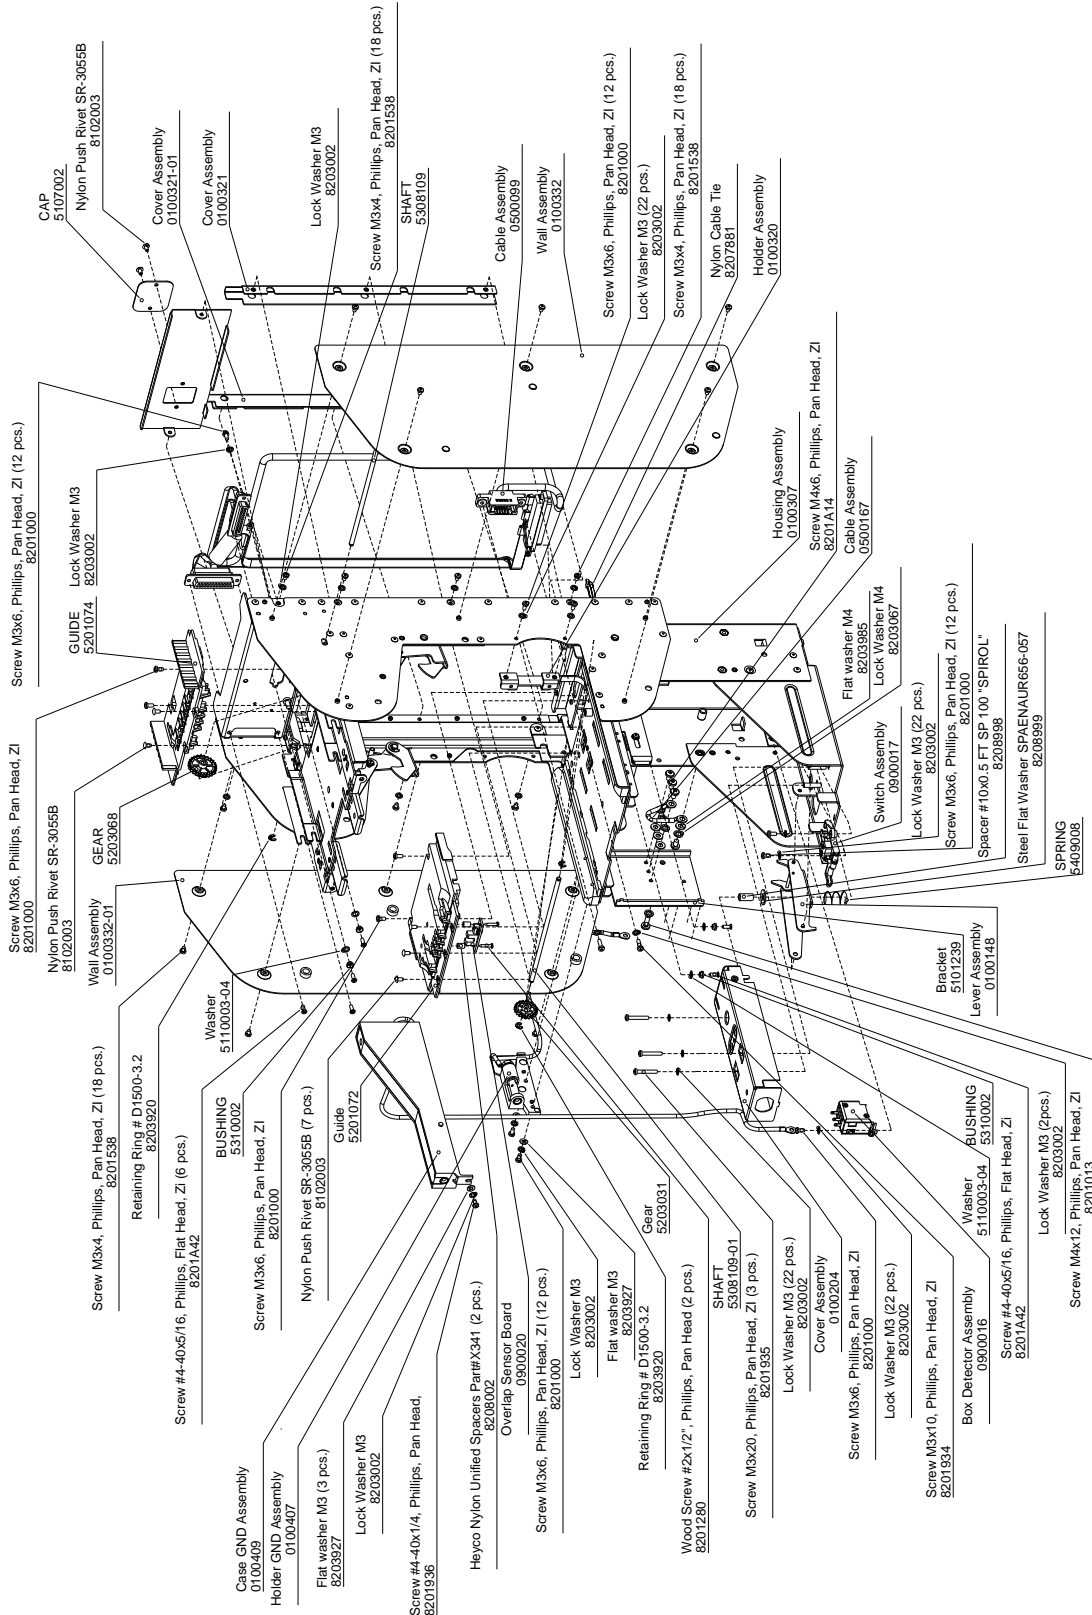 CAP
5107002
Nylon Push Rivet SR-3055B
8102003
Cover Assembly
0100321-01
Cover Assembly
0100321
Lock Washer M3
8203002
Screw M3x4, Phillips, Pan Head, ZI (18 pcs.)
8201538
SHAFT
5308109
Cable Assembly
0500099
Wall Assembly
0100332
Screw M3x6, Phillips, Pan Head, ZI (12 pcs.)
8201000
Lock Washer M3 (22 pcs.)
8203002
Screw M3x4, Phillips, Pan Head, ZI (18 pcs.)
8201538
Nylon Cable Tie
8207881
Holder Assembly
0100320
Screw M3x6, Phillips, Pan Head, ZI (12 pcs.)
8201000
Lock Washer M3
8203002
GUIDE
5201074
Screw M3x6, Phillips, Pan Head, ZI
8201000
Nylon Push Rivet SR-3055B
8102003
GEAR
5203068
Wall Assembly
0100332-01
Housing Assembly
0100307
Screw M4x6, Phillips, Pan Head, ZI
8201A14
Cable Assembly
0500167
Flat washer M4
8203985
Lock Washer M4
8203067
Switch Assembly
0900017
Lock Washer M3 (22 pcs.)
8203002
Screw M3x6, Phillips, Pan Head, ZI (12 pcs.)
8201000
Spacer #10x0.5 FT SP 100 "SPIROL"
8208998
Steel Flat Washer SPAENAUR656-057
8208999
SPRING
5409008
Bracket
5101239
Lever Assembly
0100148
Screw M3x4, Phillips, Pan Head, ZI (18 pcs.)
8201538
Retaining Ring # D1500-3.2
8203920
Screw #4-40x5/16, Phillips, Flat Head, ZI (6 pcs.)
8201A42
Washer
5110003-04
BUSHING
5310002
Screw M3x6, Phillips, Pan Head, ZI
8201000
Nylon Push Rivet SR-3055B (7 pcs.)
8102003
Guide
5201072
Case GND Assembly
0100409
Holder GND Assembly
0100407
Flat washer M3 (3 pcs.)
8203927
Lock Washer M3
8203002
Screw #4-40x1/4, Phillips, Pan Head,
8201936
Heyco Nylon Unified Spacers Part#X341 (2 pcs.)
8208002
Overlap Sensor Board
0900020
Screw M3x6, Phillips, Pan Head, ZI (12 pcs.)
8201000
Lock Washer M3
8203002
Flat washer M3
8203927
Retaining Ring # D1500-3.2
8203920
Gear
5203031
Wood Screw #2x1/2", Phillips, Pan Head (2 pcs.)
8201280
SHAFT
5308109-01
Screw M3x20, Phillips, Pan Head, ZI (3 pcs.)
8201935
Lock Washer M3 (22 pcs.)
8203002
Cover Assembly
0100204
Screw M3x6, Phillips, Pan Head, ZI
8201000
Lock Washer M3 (22 pcs.)
8203002
Screw M3x10, Phillips, Pan Head, ZI
8201934
Box Detector Assembly
0900016
Washer
5110003-04
BUSHING
5310002
Screw #4-40x5/16, Phillips, Flat Head, Zi
8201A42
Lock Washer M3 (2pcs.)
8203002
Screw M4x12, Phillips, Pan Head, ZI
8201013